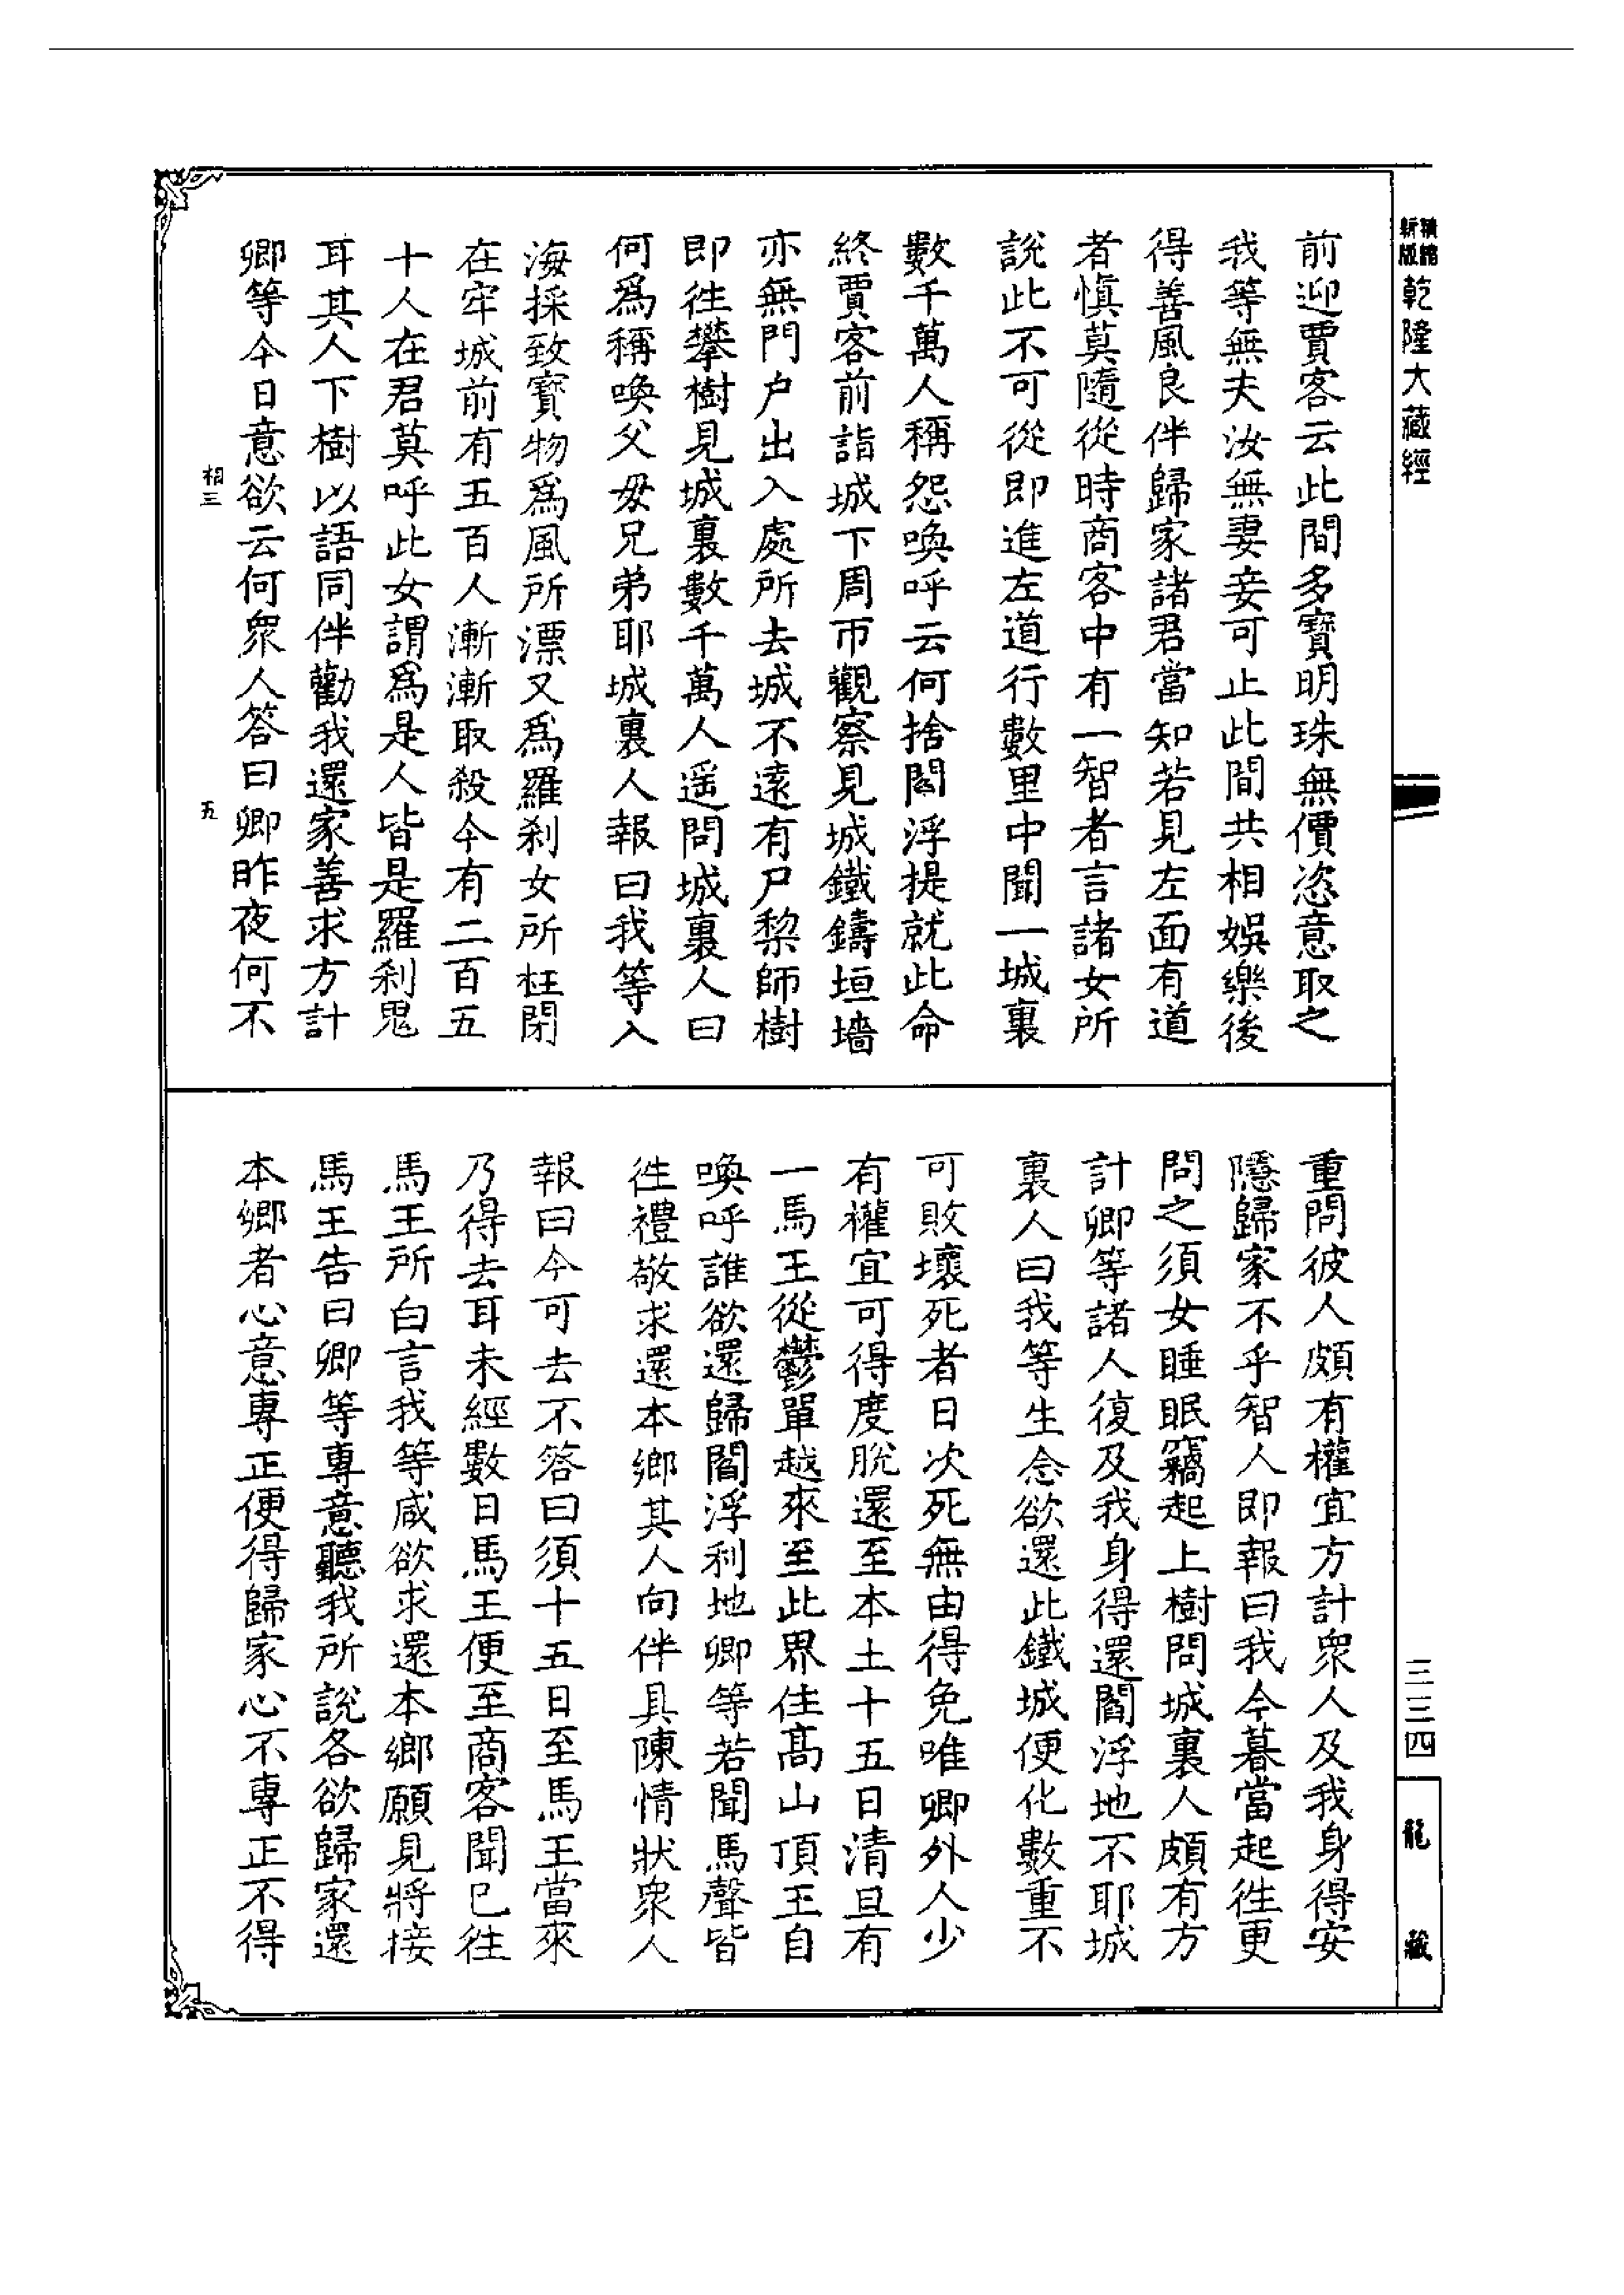 精縮新版
乾隆大藏經
前迎賈客云此間多寶明珠無價恣意取之
我等無夫汝無妻妾可止此間共相娛樂後
得善風良伴歸家諸君當知若見左面有道
者慎莫隨從時商客中有一智者言諸女所
說此不可從即進左道行數里中聞一城裏
數千萬人稱怨喚呼云何捨閻浮提就此命
終賈客前詣城下周帀觀察見城鐵鑄垣墻
亦無門户出入處所去城不遠有尸棃師樹
即徃攀樹見城裏數千萬人遥問城裏人曰
何爲稱喚父母兄弟耶城裏人報曰我等入
海採致寳物爲風所漂又爲羅刹女所枉閉
在牢城前有五百人漸漸取殺今有二百五
十人在君莫呼此女謂爲是人皆是羅刹鬼
耳其人下樹以語同伴勸我還家善求方計
卿等今日意欲云何衆人答曰卿昨夜何不
相三
五
重問彼人頗有權宜方計衆人及我身得安
隱歸家不乎智人即報曰我今暮當起徃更
問之須女睡眠竊起上樹問城裏人頗有方
計卿等諸人復及我身得還閻浮地不耶城
裏人曰我等生念欲還此鐵城便化數重不
可敗壞死者日次死無由得免唯卿外人少
有權宜可得度脫還至本土十五日清旦有
一馬王從鬱單越來至此界住髙山頂王自
喚呼誰欲還歸閻浮利地卿等若聞馬聲皆
徃禮敬求還本鄉其人向伴具陳情狀衆人
報曰今可去不答曰須十五日至馬王當來
乃得去耳未經數日馬王便至商客聞已往
馬王所白言我等咸欲求還本鄉願見將接
馬王告曰卿等專意聽我所說各欲歸家還
本鄉者心意專正便得歸家心不專正不得
三三四
龍藏